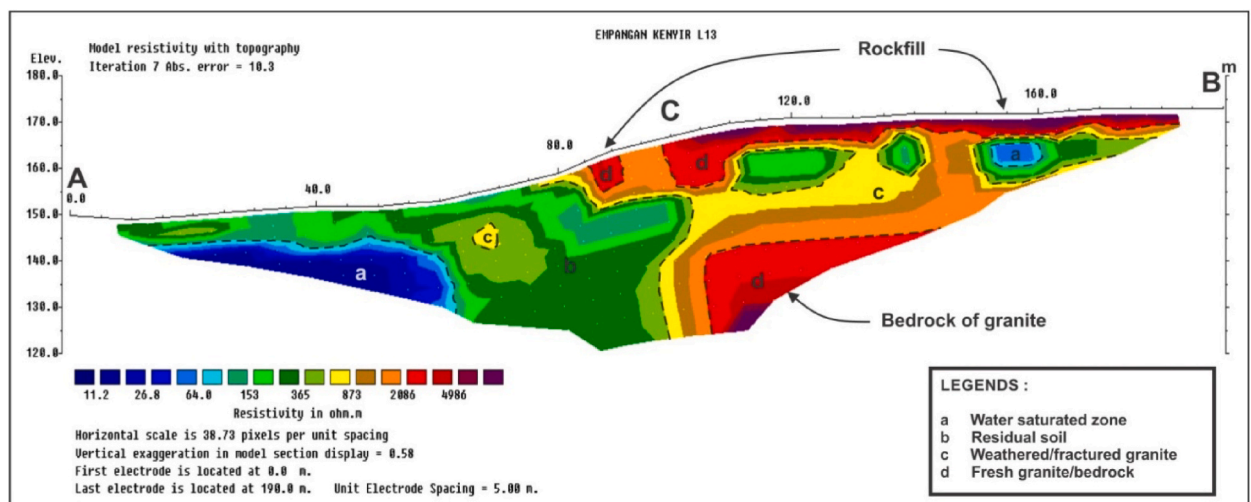 Model resistivity with topography
Iteration 7 Abs. error = 10.3
EMPANGAN KENYIR L13
Rockfill
Elev.
180.0
170.0
160.0
150.0
140.0
130.0
120.0
A
0.0
40.0
80.0
C
120.0
160.0
B
m
d
d
a
c
c
b
a
d
Bedrock of granite
11.2 26.8 64.0 153 365 873 2086 4986
Resistivity in ohm.m
Horizontal scale is 38.73 pixels per unit spacing
Vertical exaggeration in model section display = 0.58
First electrode is located at 0.0 m.
Last electrode is located at 190.0 m. Unit Electrode Spacing = 5.00 m.
LEGENDS :
a Water saturated zone
b Residual soil
c Weathered/fractured granite
d Fresh granite/bedrock